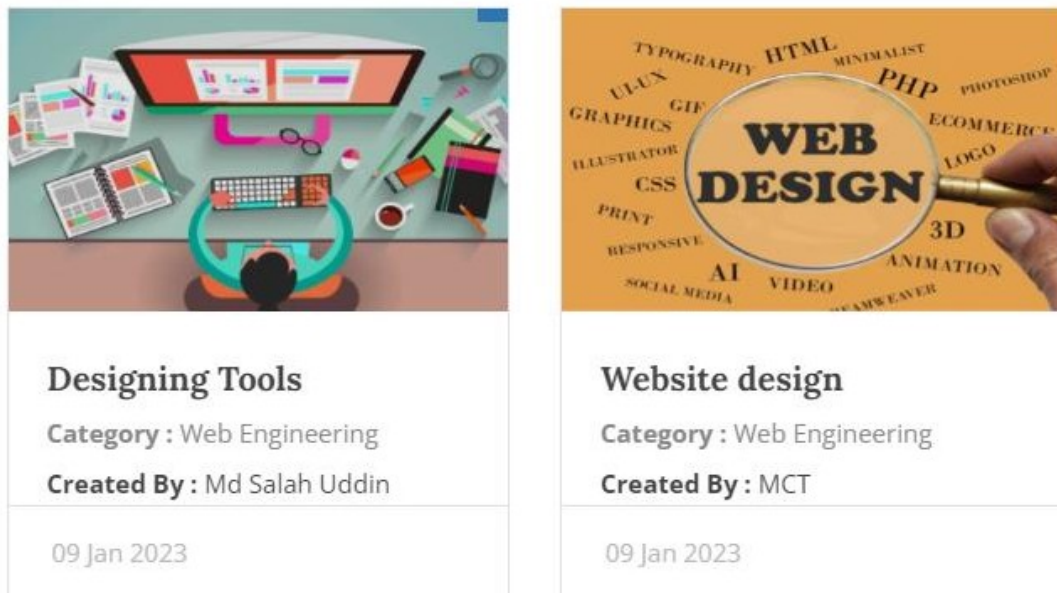 TYPOGRAPHY
HTML
MINIMALIST
UI-UX
GIF
PHP
PHOTOSHOP
GRAPHICS
ECOMMERCE
ILLUSTRATOR
WEB
DESIGN
LOGO
CSS
PRINT
3D
RESPONSIVE
AI
VIDEO
ANIMATION
SOCIAL MEDIA
Designing Tools
Category : Web Engineering
Created By : Md Salah Uddin
09 Jan 2023
Website design
Category : Web Engineering
Created By : MCT
09 Jan 2023